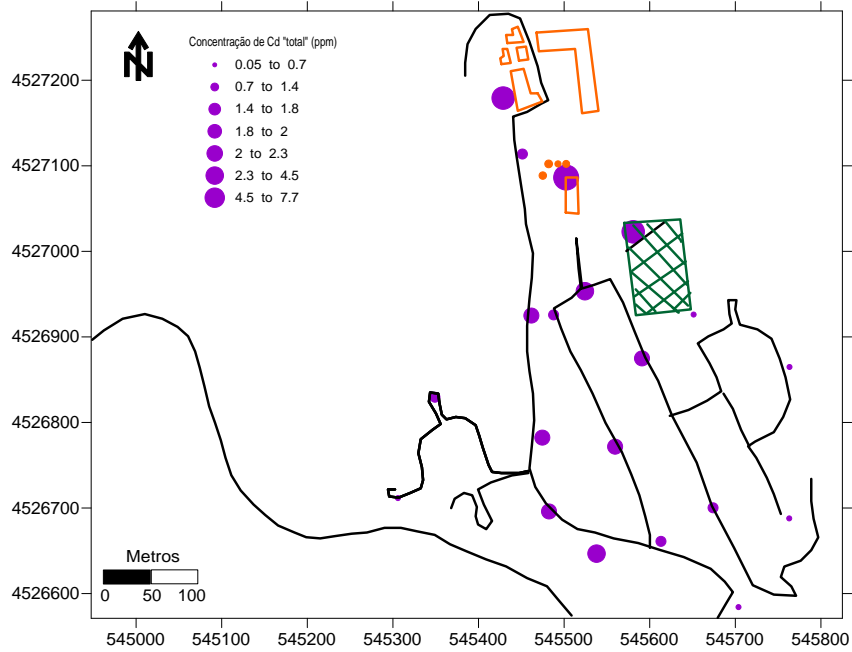 Concentração de Cd "total" (ppm)
0.05 to 0.7
0.7 to 1.4
1.4 to 1.8
1.8 to 2
2 to 2.3
2.3 to 4.5
4.5 to 7.7
N
4527200
4527100
4527000
4526900
4526800
4526700
4526600
Metros
0 50 100
545000 545100 545200 545300 545400 545500 545600 545700 545800